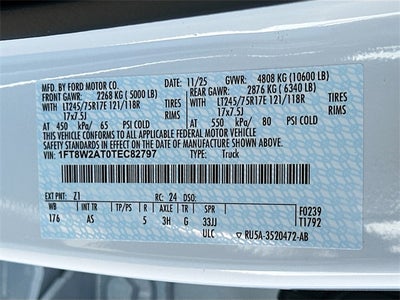 MFD. BY FORD MOTOR CO. 11/25 GVWR: 4808 KG (10600 LB)
FRONT GAWR: 2268 KG (5000 LB) REAR GAWR: 2876 KG (6340 LB)
WITH LT245/75R17E 121/118R TIRES WITH LT245/75R17E 121/118R TIRES
17x7.5J RIMS 17x7.5J RIMS
AT 450 kPa/ 65 PSI COLD AT 550 kPa/ 80 PSI COLD
THIS VEHICLE CONFORMS TO ALL APPLICABLE FEDERAL MOTOR VEHICLE
SAFETY STANDARDS IN EFFECT ON THE DATE OF MANUFACTURE SHOWN ABOVE.
VIN: 1FT8W2AT0TEC82797 TYPE: Truck
EXT PNT: Z1 RC: 24 DSO: F0239
WB INT TR TP/PS R AXLE TR SPR T1792
176 AS 5 3H G 33JJ
ULC RU5A-3520472-AB